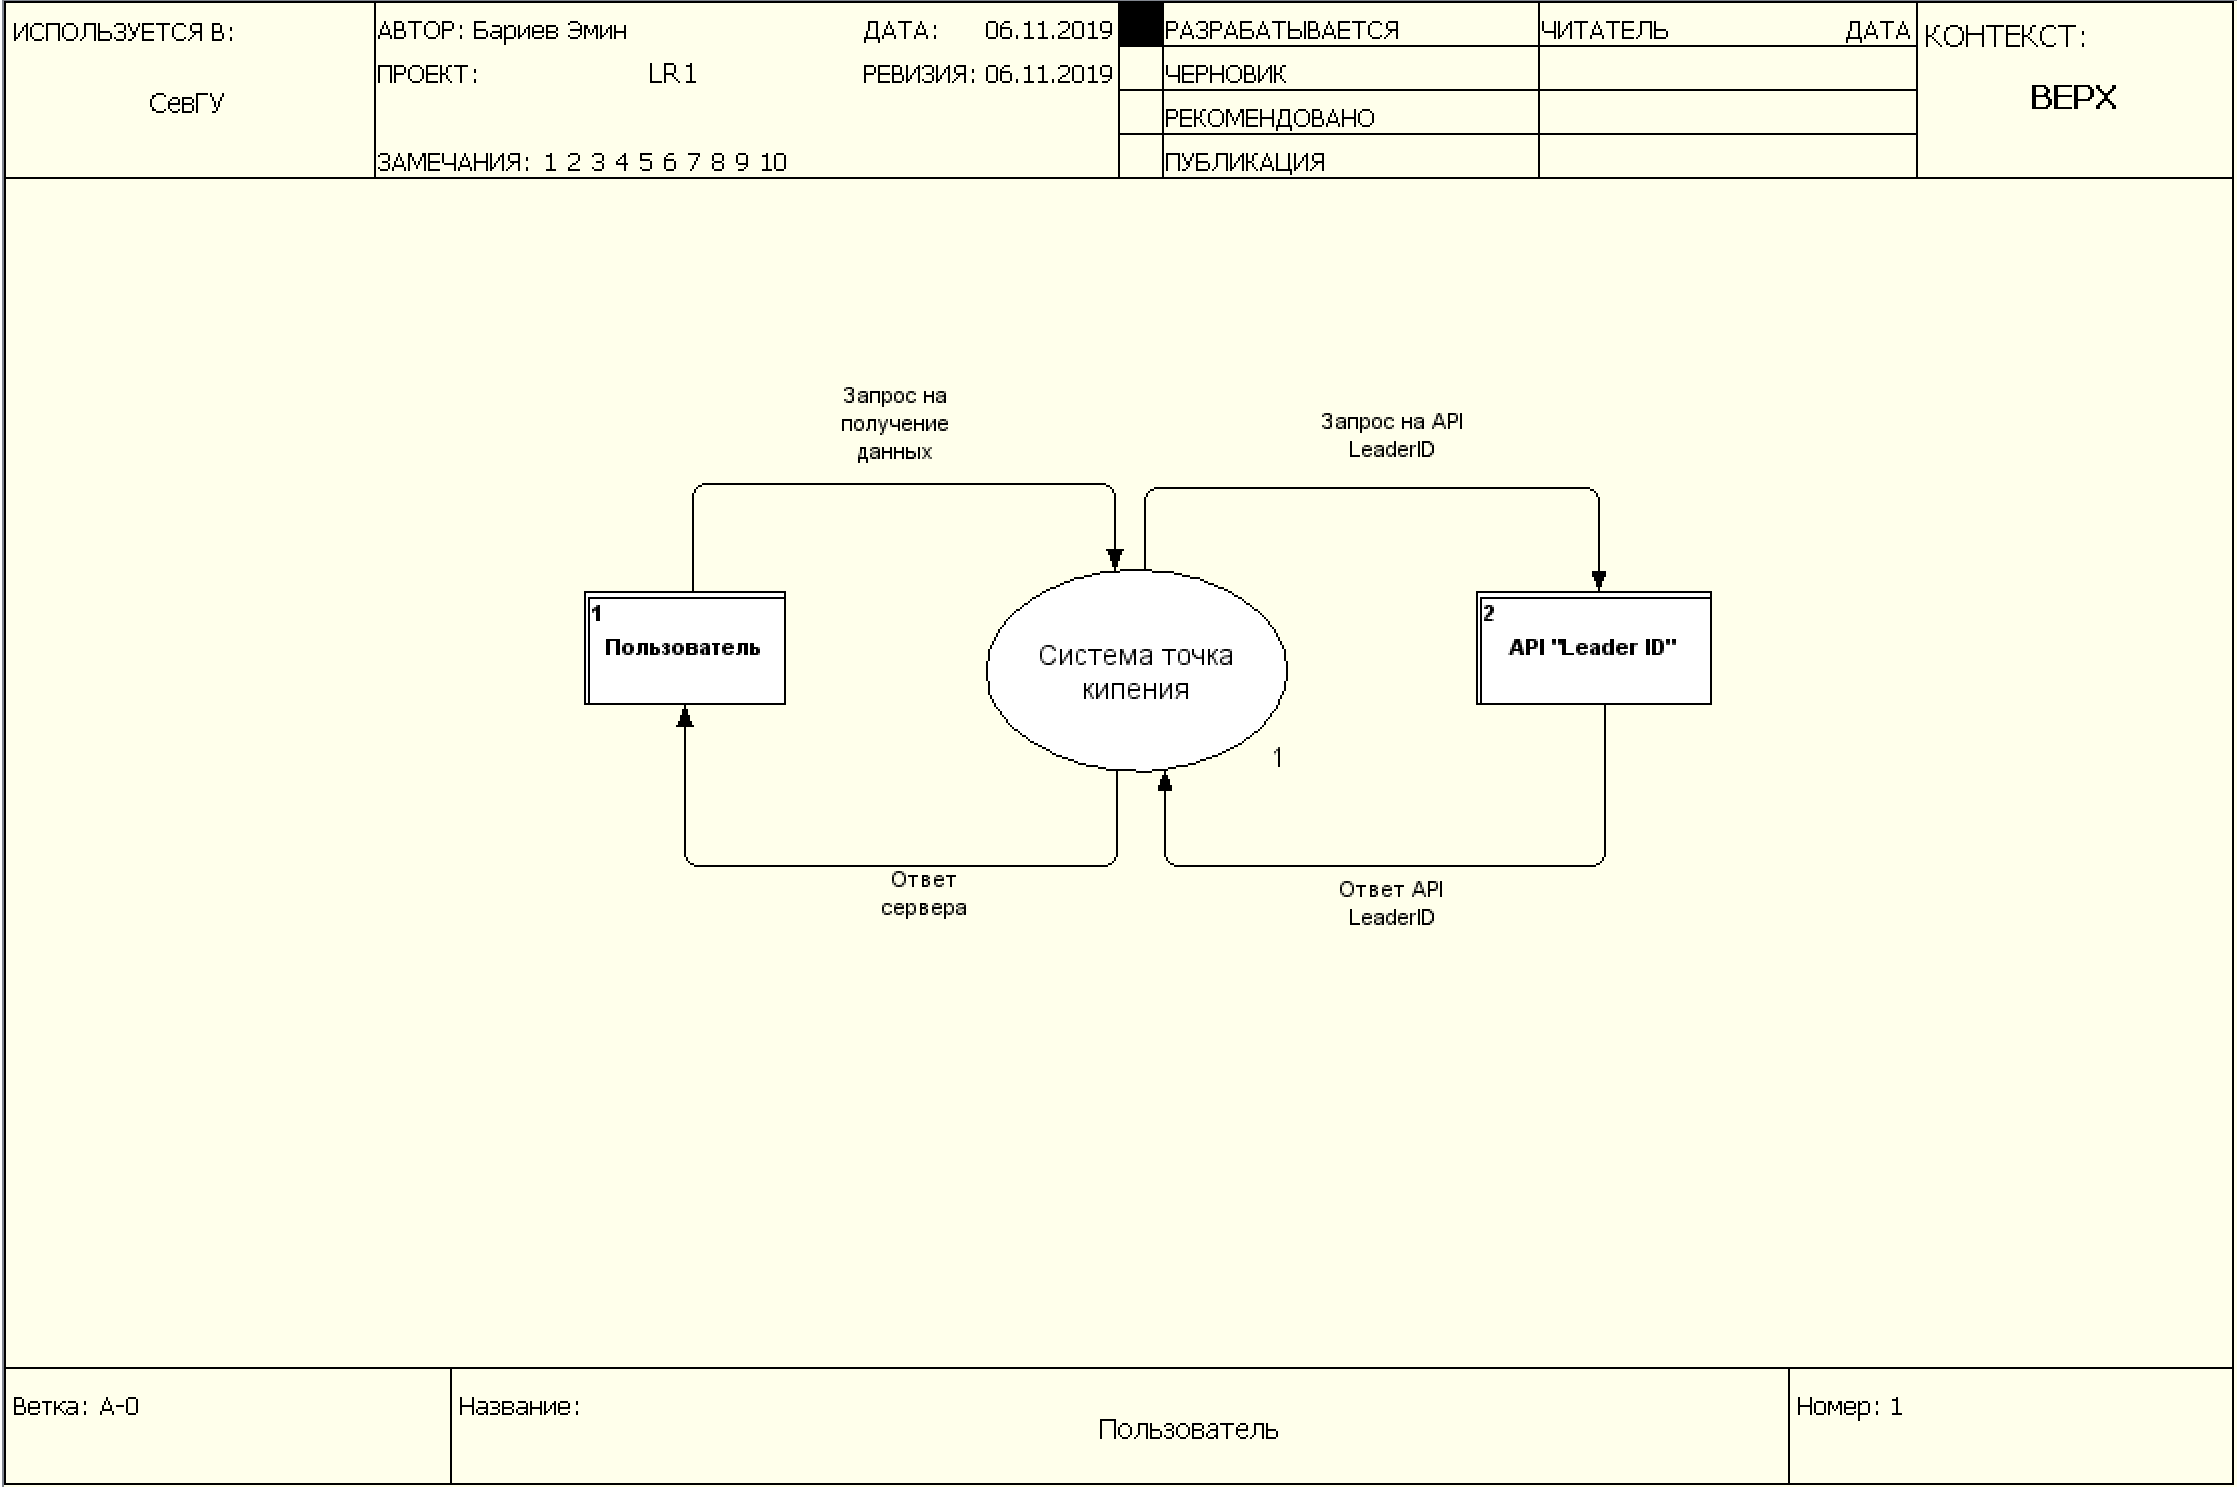 ИСПОЛЬЗУЕТСЯ В:
СевГУ
АВТОР: Бариев Эмин
ДАТА: 06.11.2019
ПРОЕКТ: LR1
РЕВИЗИЯ: 06.11.2019
ЗАМЕЧАНИЯ: 1 2 3 4 5 6 7 8 9 10
РАЗРАБАТЫВАЕТСЯ
ЧЕРНОВИК
РЕКОМЕНДОВАНО
ПУБЛИКАЦИЯ
ЧИТАТЕЛЬ ДАТА
КОНТЕКСТ:
ВЕРХ
Запрос на
получение
данных
Запрос на API
LeaderID
1
Пользователь
Система точка
кипения
1
2
API "Leader ID"
Ответ
сервера
Ответ API
LeaderID
Ветка: A-0
Название:
Пользователь
Номер: 1